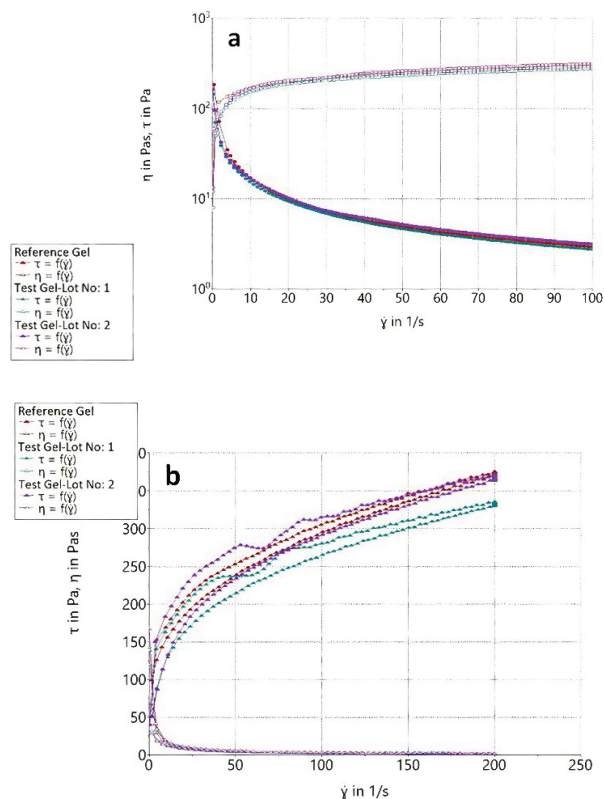 a
10³
10²
10¹
10⁰
η in Pas, τ in Pa
0 10 20 30 40 50 60 70 80 90 100
γ̇ in 1/s
Reference Gel
τ = f(γ̇)
η = f(γ̇)
Test Gel-Lot No: 1
τ = f(γ̇)
η = f(γ̇)
Test Gel-Lot No: 2
τ = f(γ̇)
η = f(γ̇)
Reference Gel
τ = f(γ̇)
η = f(γ̇)
Test Gel-Lot No: 1
τ = f(γ̇)
η = f(γ̇)
Test Gel-Lot No: 2
τ = f(γ̇)
η = f(γ̇)
b
0
0
300
250
200
150
100
50
0
τ in Pa, η in Pas
0 50 100 150 200 250
γ̇ in 1/s